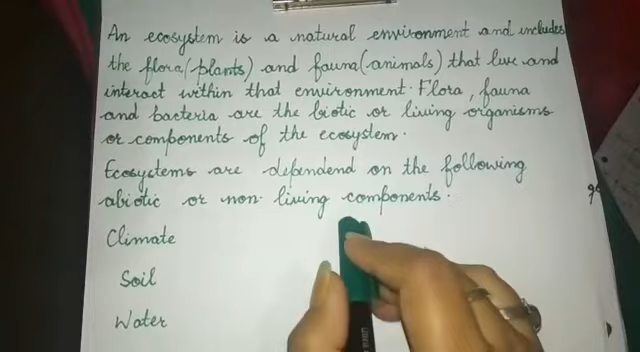 An ecosystem is a natural environment and includes
the flora(plants) and fauna(animals) that live and
interact within that environment. Flora, fauna
and bacteria are the biotic or living organisms
or components of the ecosystem.
Ecosystems are dependend on the following
abiotic or non living components.
Climate
Soil
Water